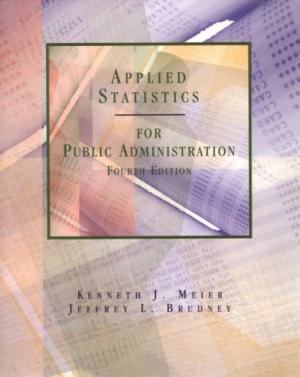 APPLIED
STATISTICS
FOR
PUBLIC ADMINISTRATION
FOURTH EDITION
KENNETH J. MEIER
JEFFREY L. BRUDNEY